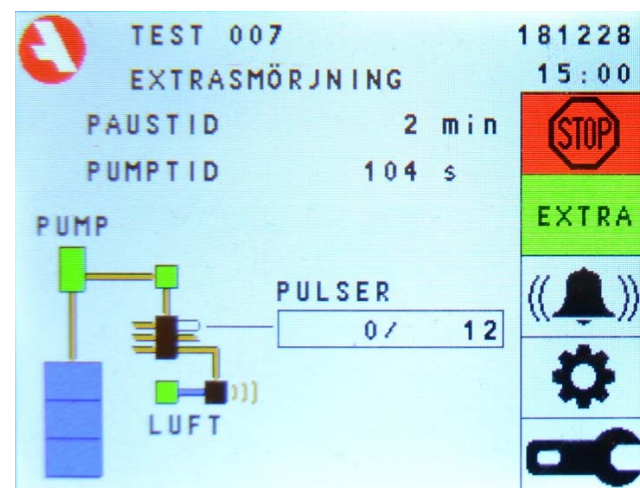 TEST 007
181228
EXTRASMÖRJNING
15:00
PAUSTID 2 min
STOP
PUMPTID 104 s
EXTRA
PUMP
PULSER
0/ 12
LUFT